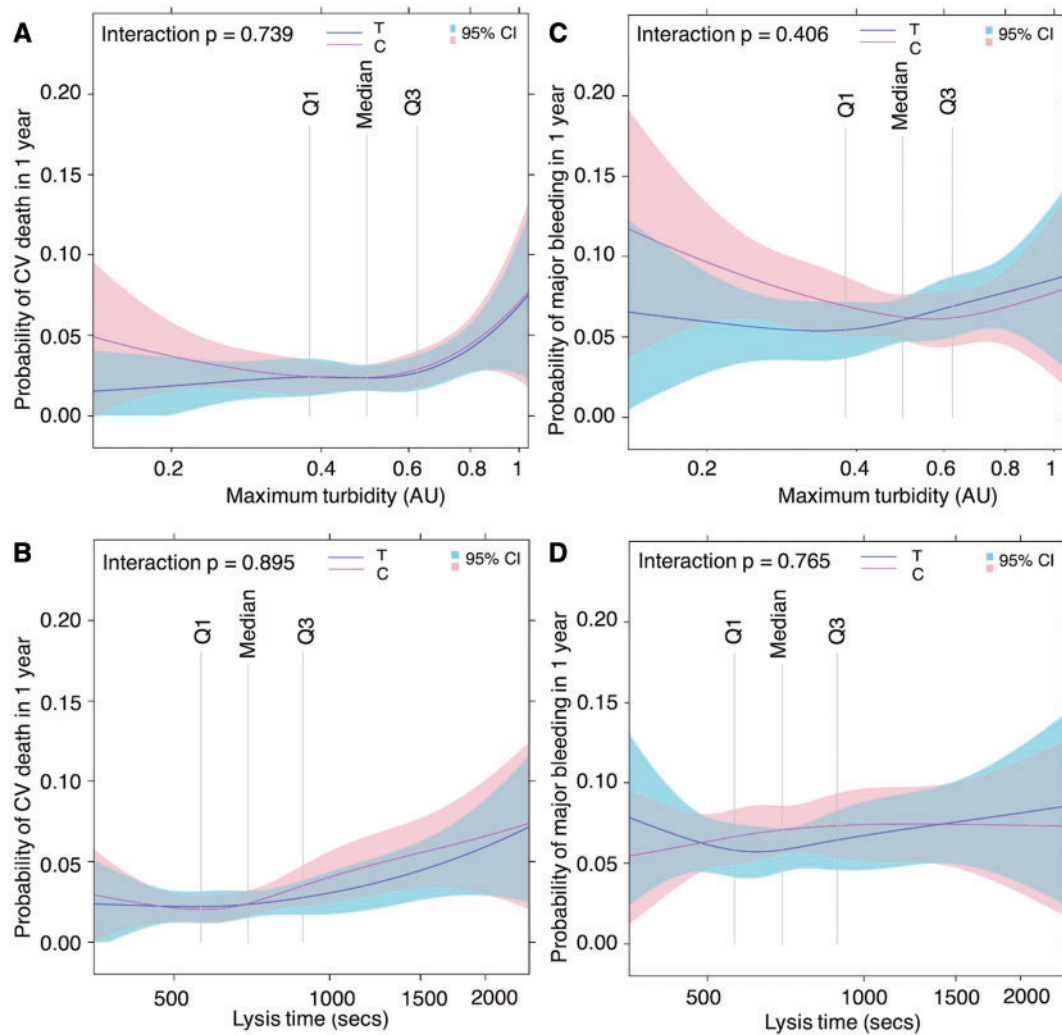 A
Interaction p = 0.739
T
C
95% CI
Q1
Median
Q3
Probability of CV death in 1 year
0.20
0.15
0.10
0.05
0.00
0.2
0.4
0.6
0.8
1
Maximum turbidity (AU)
C
Interaction p = 0.406
T
C
95% CI
Q1
Median
Q3
Probability of major bleeding in 1 year
0.20
0.15
0.10
0.05
0.00
0.2
0.4
0.6
0.8
1
Maximum turbidity (AU)
B
Interaction p = 0.895
T
C
95% CI
Q1
Median
Q3
Probability of CV death in 1 year
0.20
0.15
0.10
0.05
0.00
500
1000
1500
2000
Lysis time (secs)
D
Interaction p = 0.765
T
C
95% CI
Q1
Median
Q3
Probability of major bleeding in 1 year
0.20
0.15
0.10
0.05
0.00
500
1000
1500
2000
Lysis time (secs)